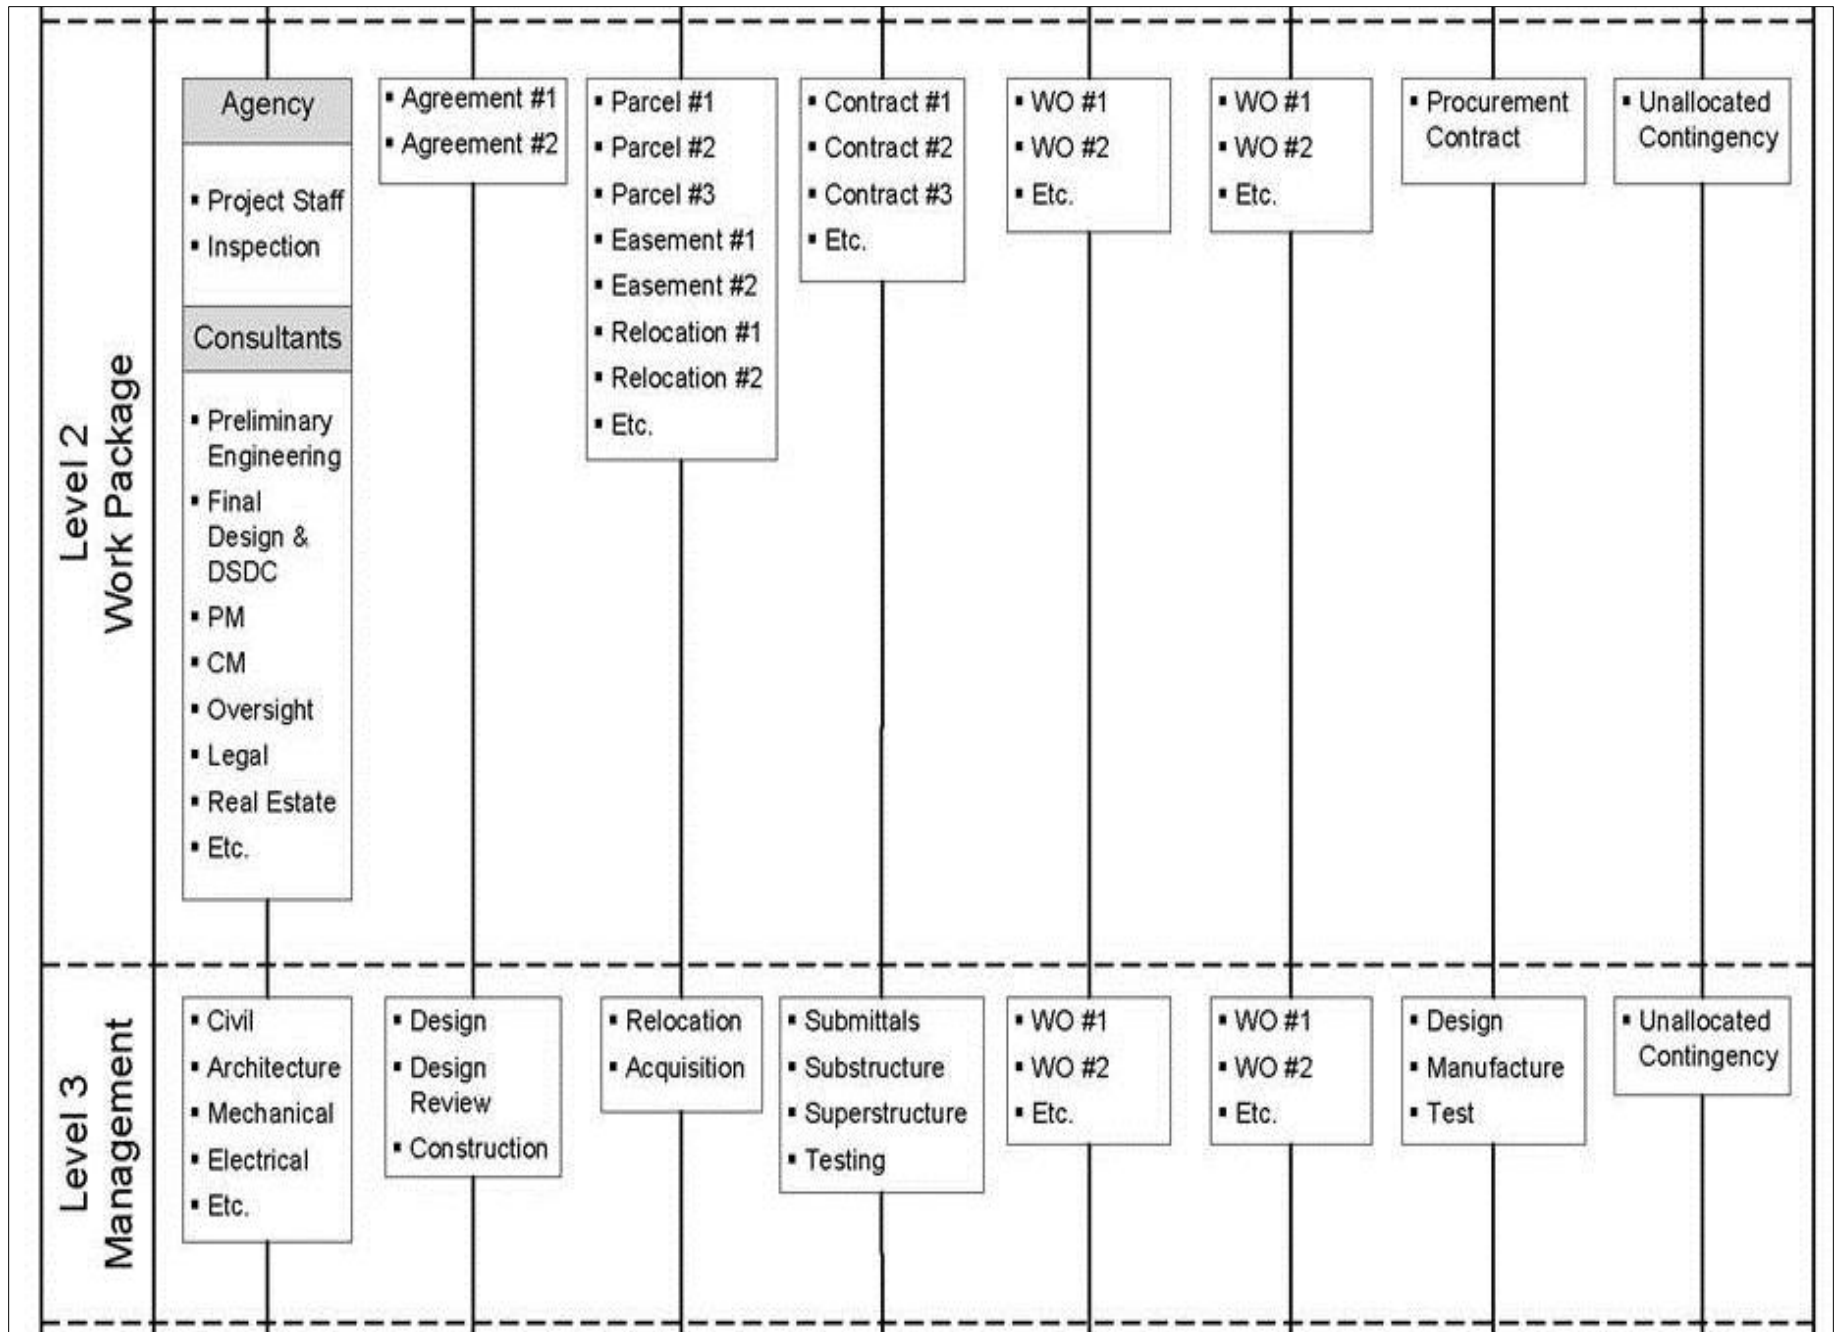 Level 2
Work Package
Agency
▪ Project Staff
▪ Inspection
Consultants
▪ Preliminary
Engineering
▪ Final
Design &
DSDC
▪ PM
▪ CM
▪ Oversight
▪ Legal
▪ Real Estate
▪ Etc.
▪ Agreement #1
▪ Agreement #2
▪ Parcel #1
▪ Parcel #2
▪ Parcel #3
▪ Easement #1
▪ Easement #2
▪ Relocation #1
▪ Relocation #2
▪ Etc.
▪ Contract #1
▪ Contract #2
▪ Contract #3
▪ Etc.
▪ WO #1
▪ WO #2
▪ Etc.
▪ WO #1
▪ WO #2
▪ Etc.
▪ Procurement
Contract
▪ Unallocated
Contingency
Level 3
Management
▪ Civil
▪ Architecture
▪ Mechanical
▪ Electrical
▪ Etc.
▪ Design
▪ Design
Review
▪ Construction
▪ Relocation
▪ Acquisition
▪ Submittals
▪ Substructure
▪ Superstructure
▪ Testing
▪ WO #1
▪ WO #2
▪ Etc.
▪ WO #1
▪ WO #2
▪ Etc.
▪ Design
▪ Manufacture
▪ Test
▪ Unallocated
Contingency